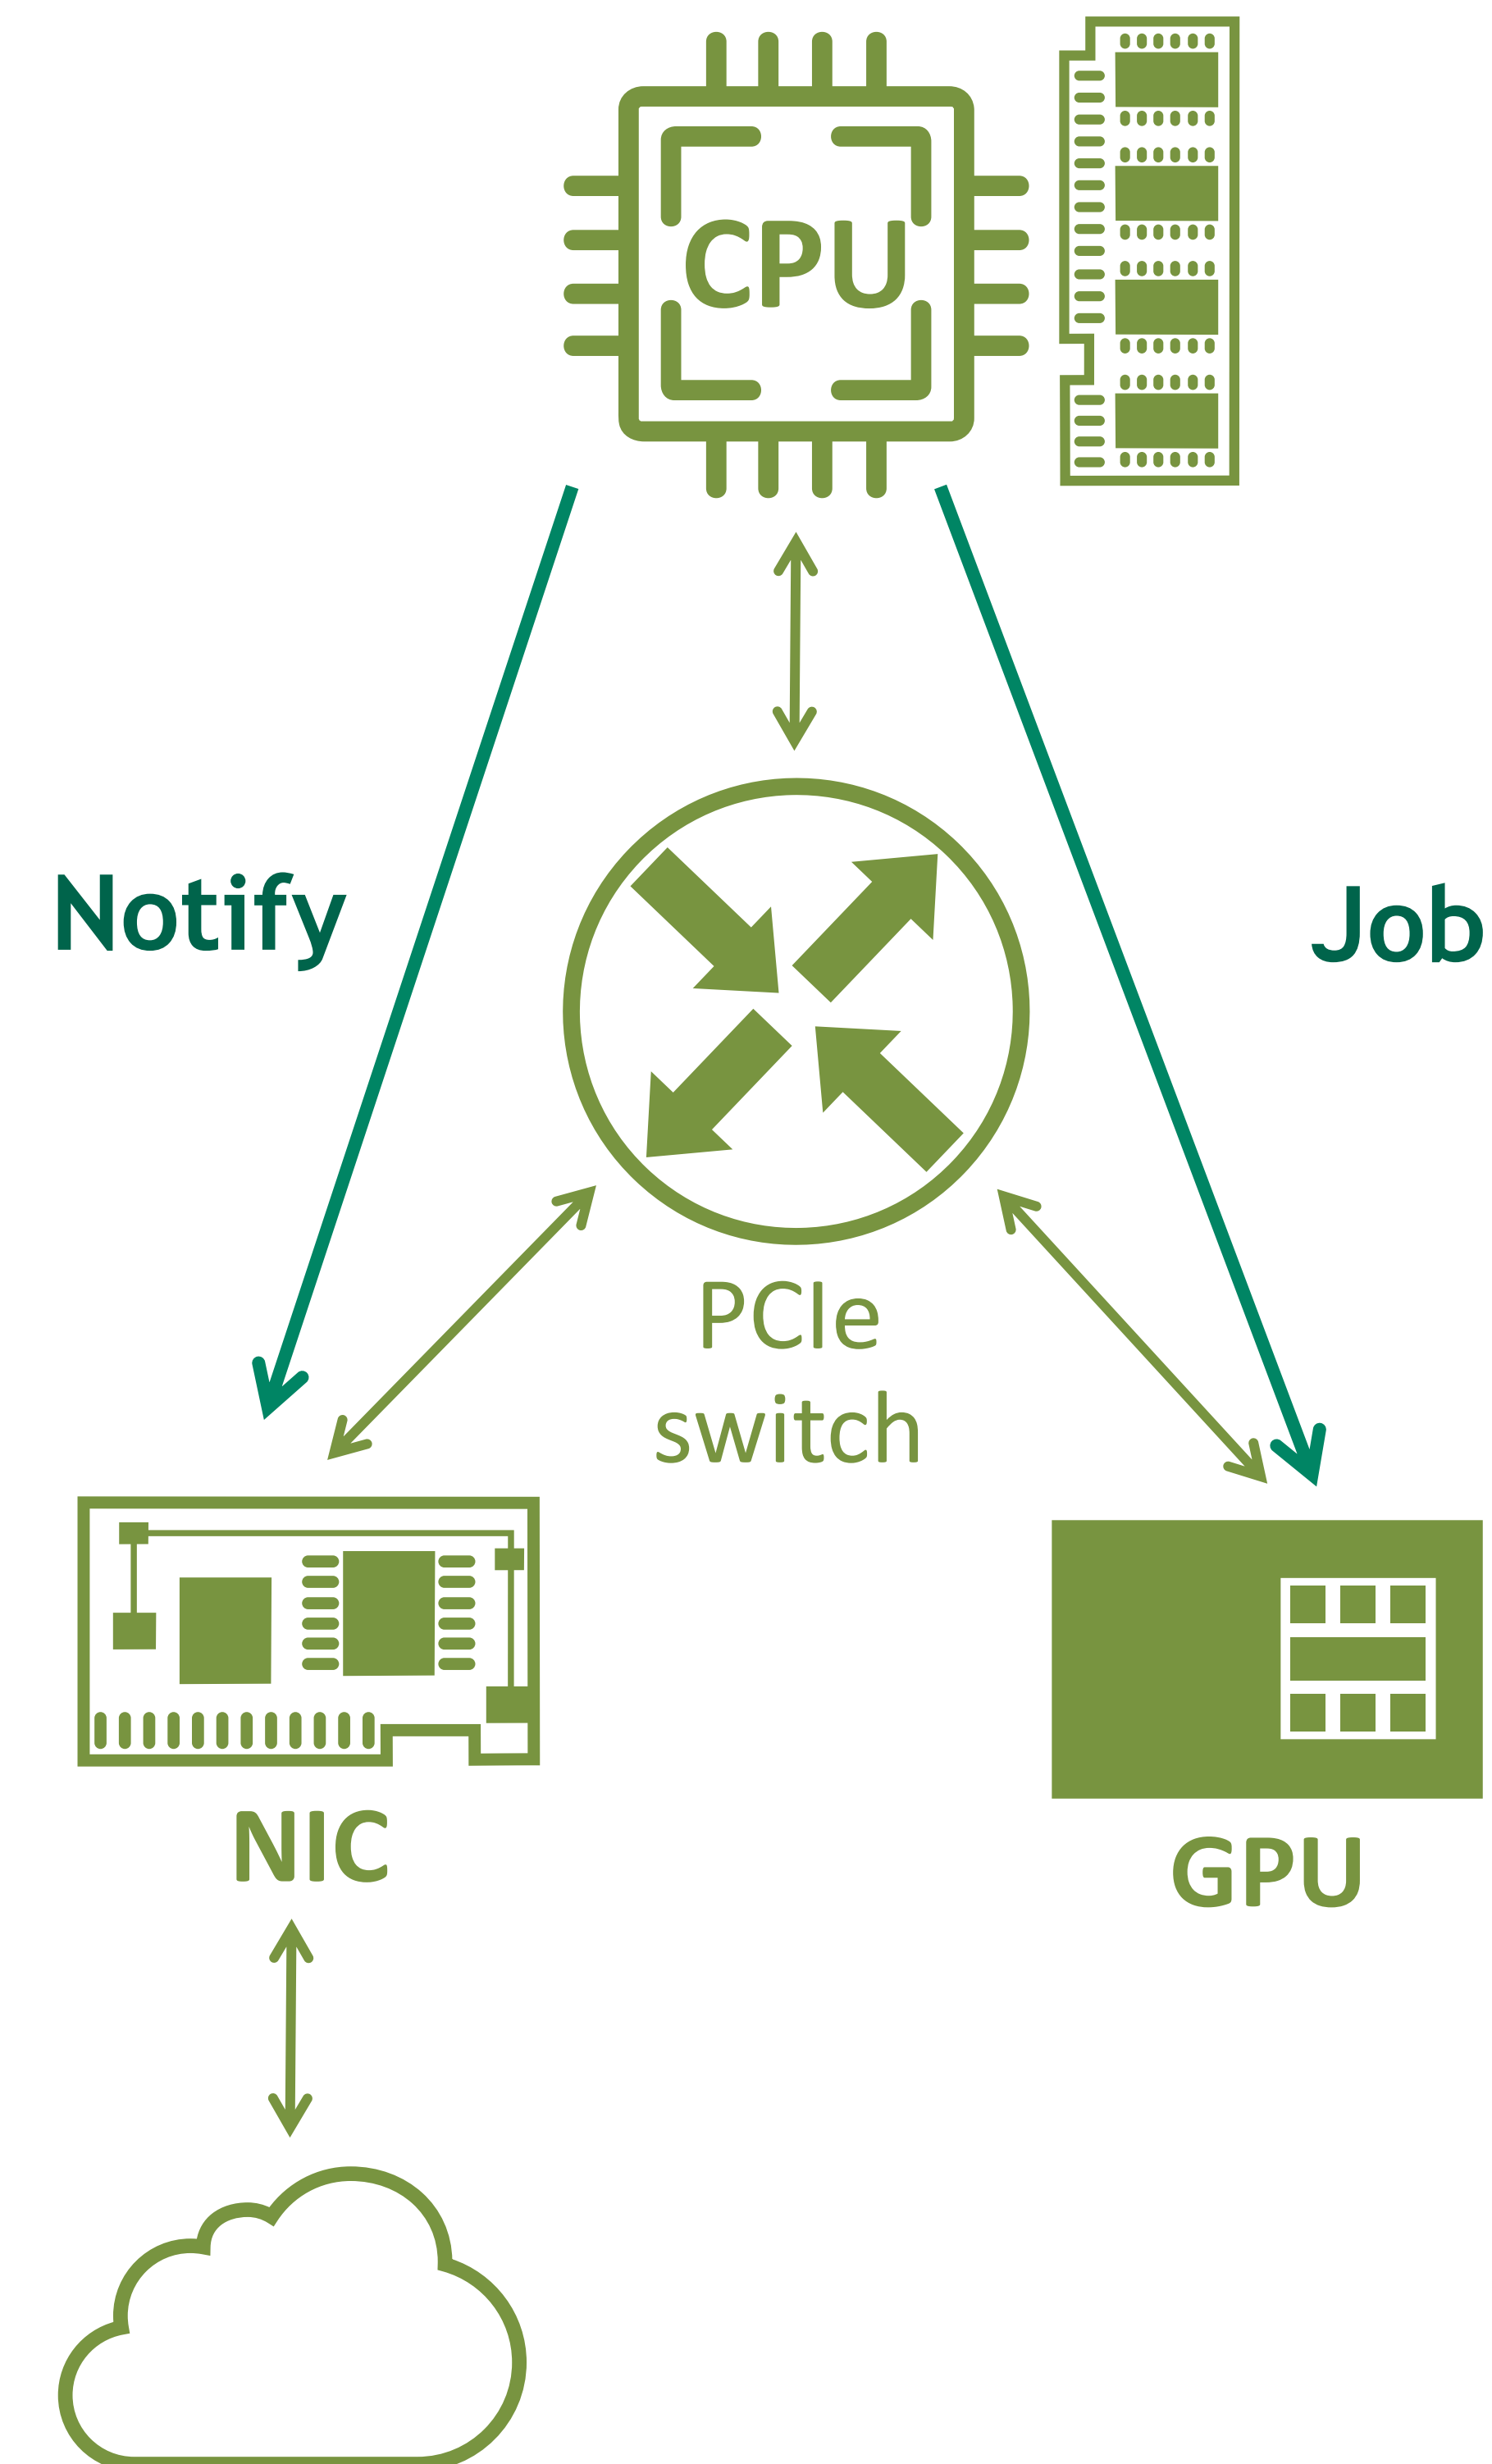 CPU
Notify
Job
PCIe
switch
NIC
GPU